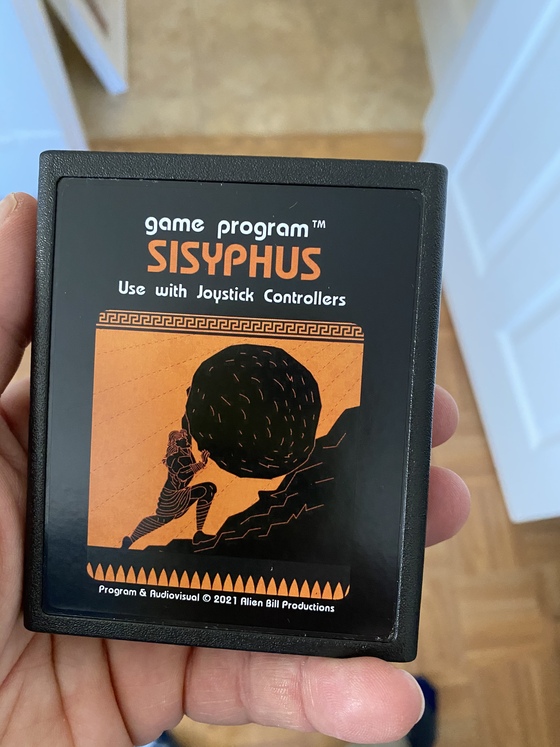 game program™
SISYPHUS
Use with Joystick Controllers
Program & Audiovisual © 2021 Alien Bill Productions